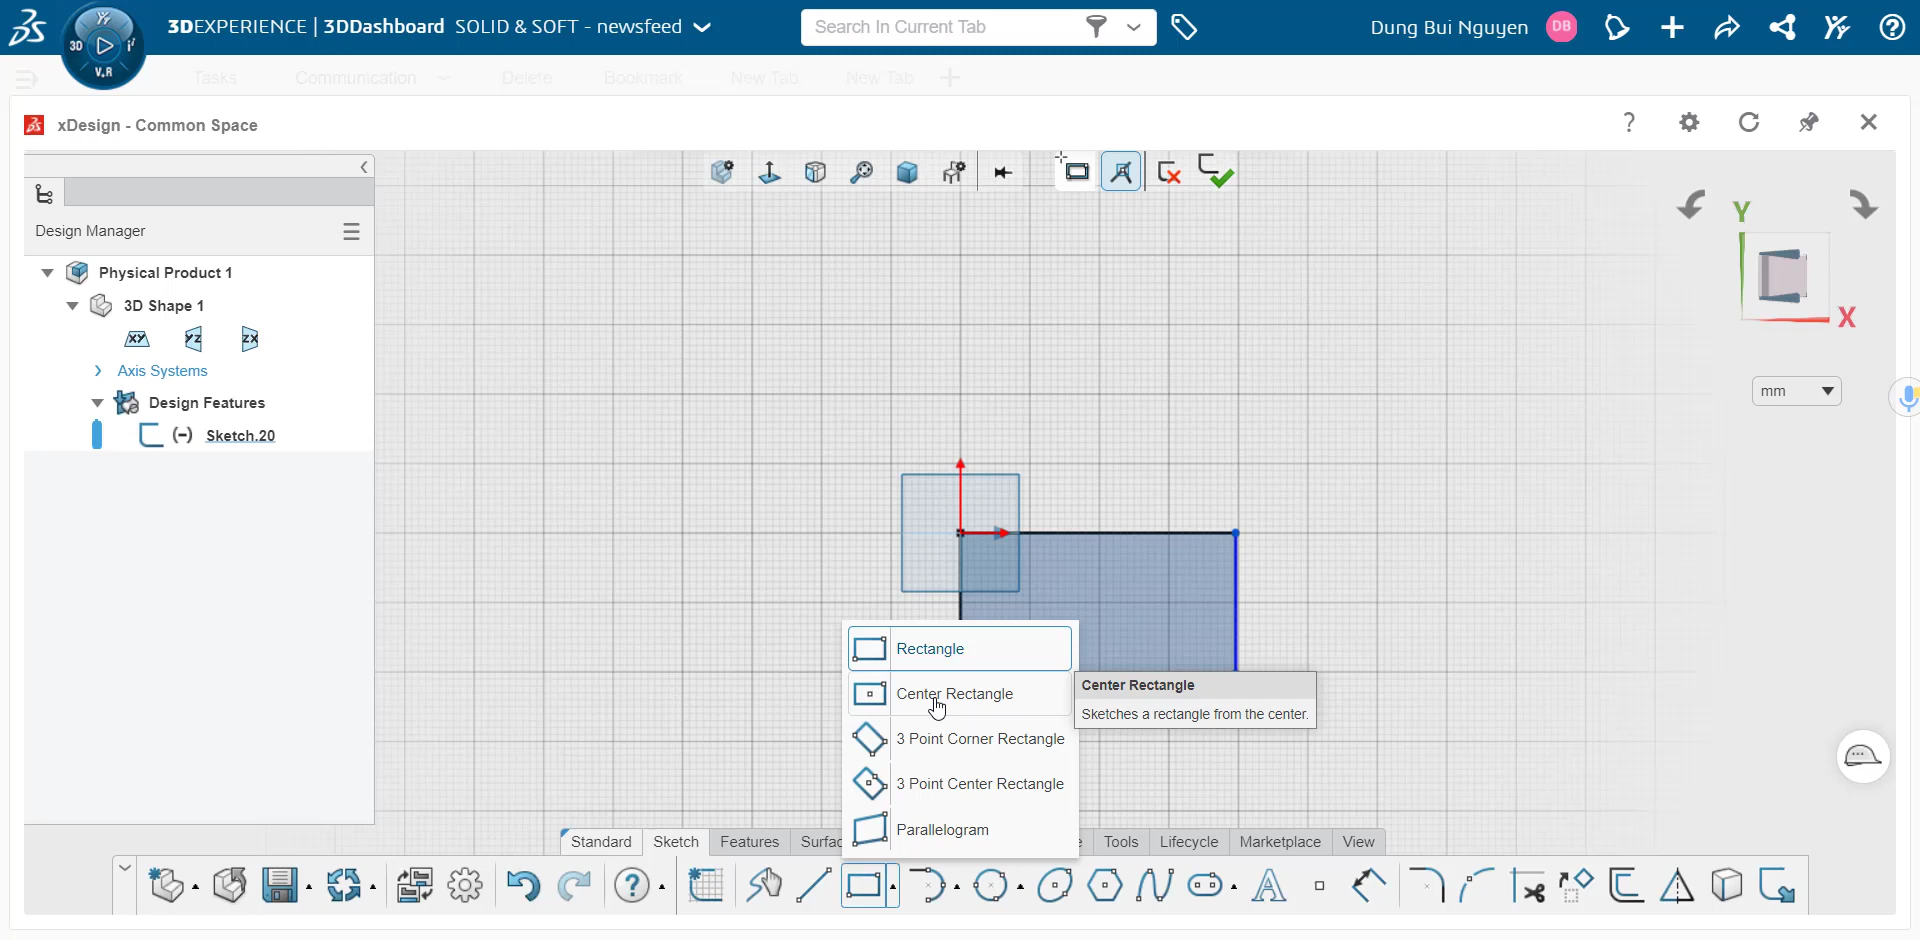 3DEXPERIENCE | 3DDashboard SOLID & SOFT - newsfeed
Search In Current Tab
Dung Bui Nguyen DB
3D
V.R
Tasks Communication Delete Bookmark New Tab New Tab
xDesign - Common Space
Design Manager
Physical Product 1
3D Shape 1
XY YZ ZX
Axis Systems
Design Features
(-) Sketch.20
Y
X
mm
Rectangle
Center Rectangle
3 Point Corner Rectangle
3 Point Center Rectangle
Parallelogram
Center Rectangle
Sketches a rectangle from the center.
Standard Sketch Features Surfac e Tools Lifecycle Marketplace View